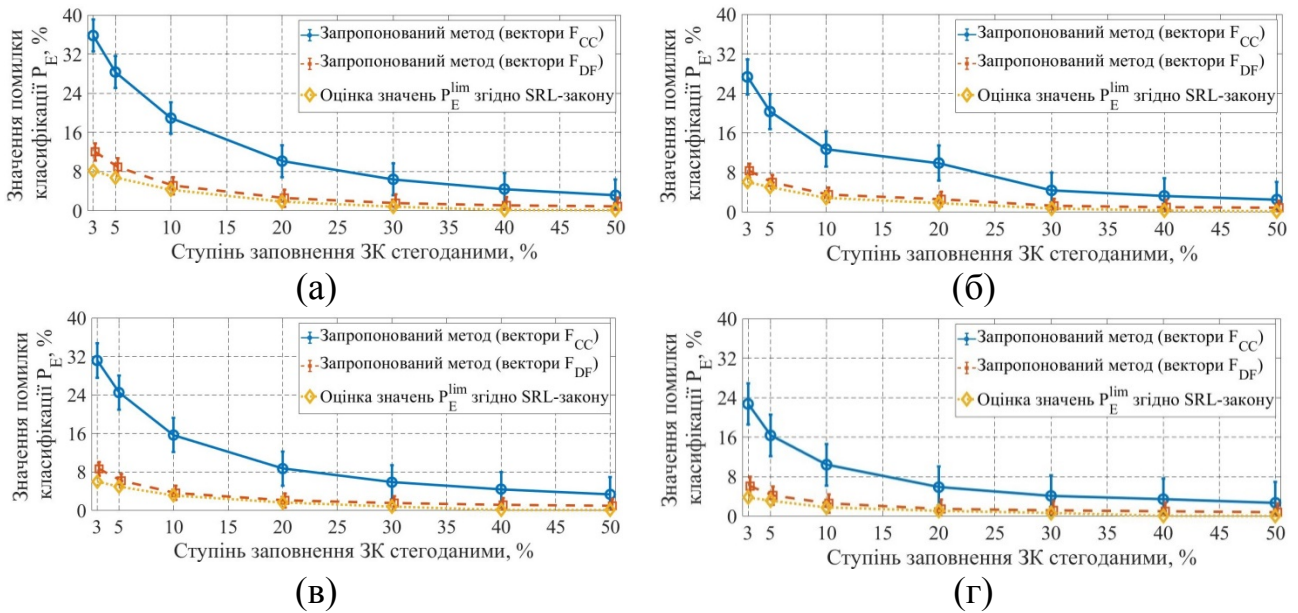 40
32
24
16
8
0
Значення помилки
класифікації P_E, %
Запропонований метод (вектори F_CC)
Запропонований метод (вектори F_DF)
Оцінка значень P_E^lim згідно SRL-закону
3 5 10 15 20 25 30 35 40 45 50
Ступінь заповнення ЗК стегоданими, %
(а)
40
32
24
16
8
0
Значення помилки
класифікації P_E, %
Запропонований метод (вектори F_CC)
Запропонований метод (вектори F_DF)
Оцінка значень P_E^lim згідно SRL-закону
3 5 10 15 20 25 30 35 40 45 50
Ступінь заповнення ЗК стегоданими, %
(б)
40
32
24
16
8
0
Значення помилки
класифікації P_E, %
Запропонований метод (вектори F_CC)
Запропонований метод (вектори F_DF)
Оцінка значень P_E^lim згідно SRL-закону
3 5 10 15 20 25 30 35 40 45 50
Ступінь заповнення ЗК стегоданими, %
(в)
40
32
24
16
8
0
Значення помилки
класифікації P_E, %
Запропонований метод (вектори F_CC)
Запропонований метод (вектори F_DF)
Оцінка значень P_E^lim згідно SRL-закону
3 5 10 15 20 25 30 35 40 45 50
Ступінь заповнення ЗК стегоданими, %
(г)